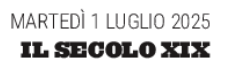 MARTEDÌ 1 LUGLIO 2025
IL SECOLO XIX